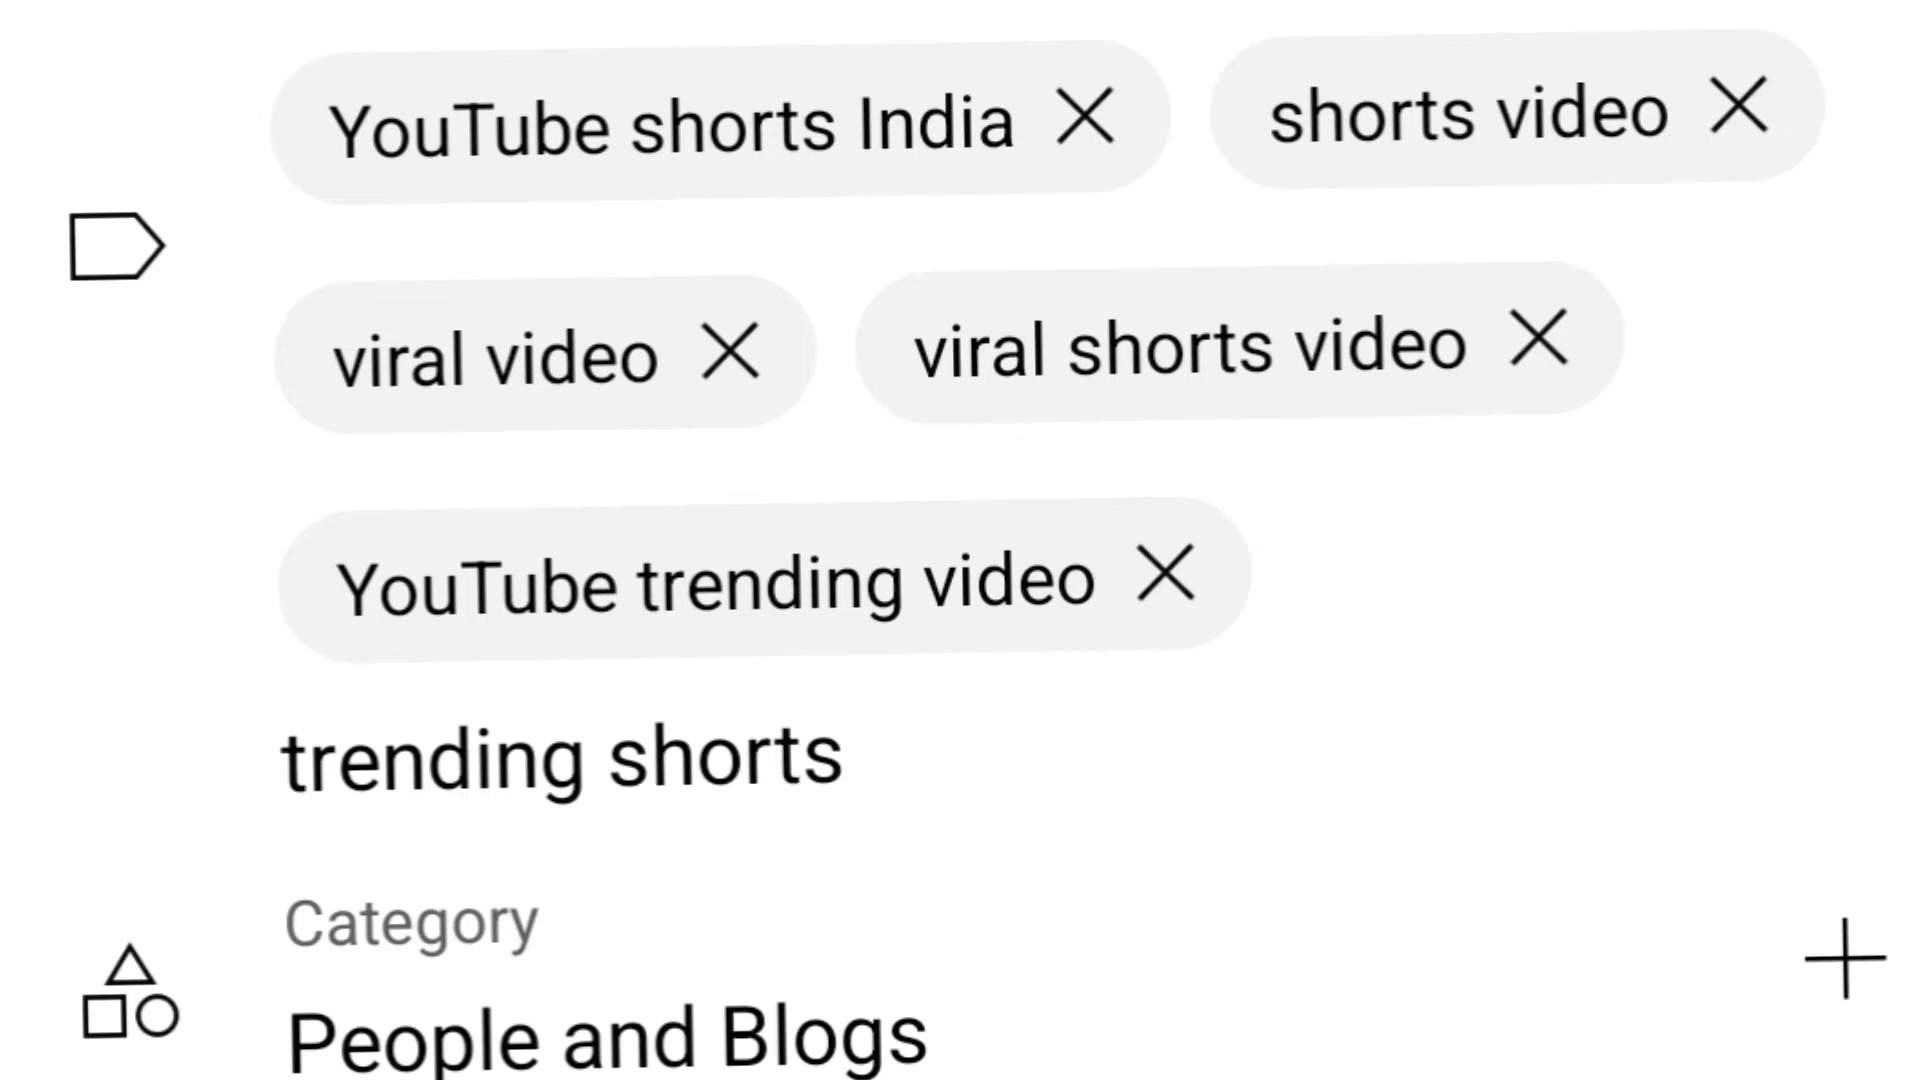 YouTube shorts India shorts video
viral video viral shorts video
YouTube trending video
trending shorts
Category
People and Blogs